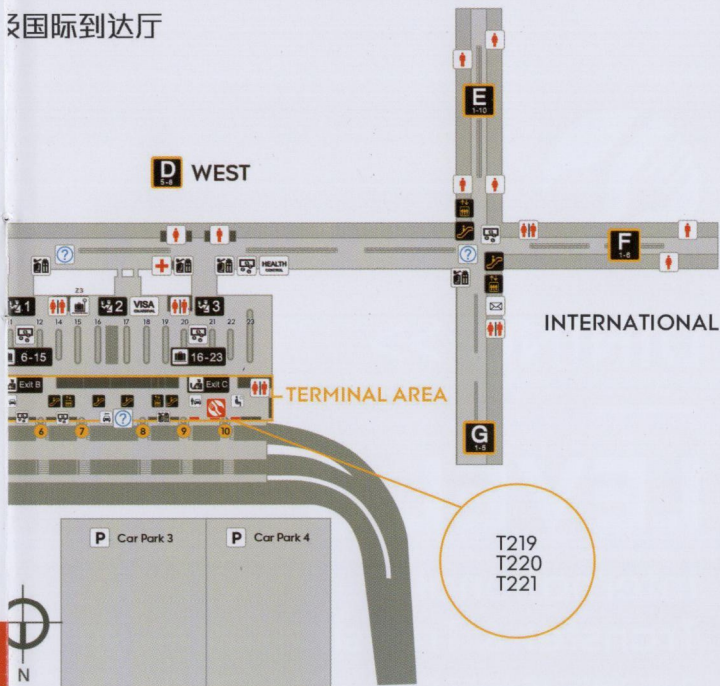 及国际到达厅
E
1-10
D
5-8
WEST
HEALTH
CONTROL
F
1-6
23
1
2
VISA
3
12
14
15
16
17
18
19
20
21
22
23
6-15
16-23
INTERNATIONAL
Exit B
Exit C
TERMINAL AREA
6
7
8
9
10
G
1-5
P Car Park 3
P Car Park 4
T219
T220
T221
N